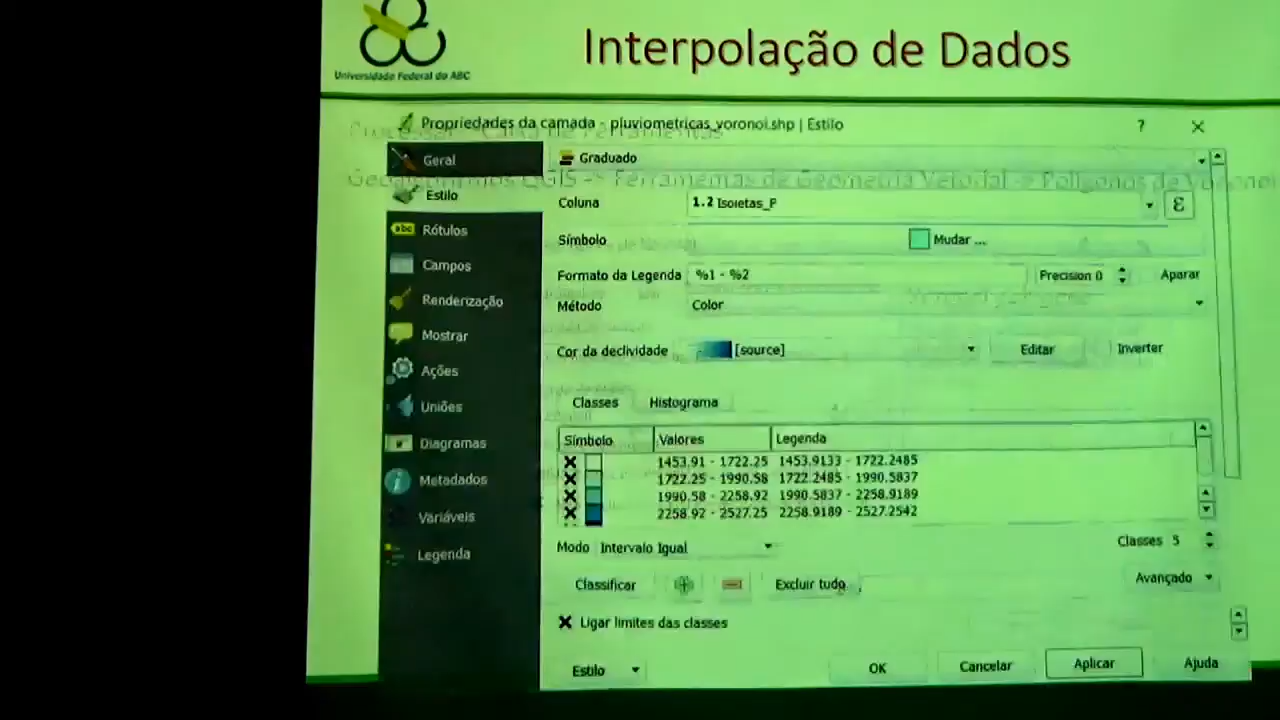 Universidade Federal do ABC
Interpolação de Dados
Propriedades da camada - pluviometricas_voronoi.shp | Estilo
? ×
Geral
Graduado
Estilo
Coluna 1.2 Isoietas_P ε
Rótulos
Símbolo Mudar ...
Campos
Formato da Legenda %1 - %2 Precision 0 Aparar
Renderização
Método Color
Mostrar
Cor da declividade [source] Editar Inverter
Ações
Uniões
Classes Histograma
Diagramas
Símbolo Valores Legenda
1453.91 - 1722.25 1453.9133 - 1722.2485
Metadados
1722.25 - 1990.58 1722.2485 - 1990.5837
1990.58 - 2258.92 1990.5837 - 2258.9189
Variáveis
2258.92 - 2527.25 2258.9189 - 2527.2542
Legenda
Modo Intervalo Igual Classes 5
Classificar Excluir tudo Avançado
Ligar limites das classes
Estilo OK Cancelar Aplicar Ajuda